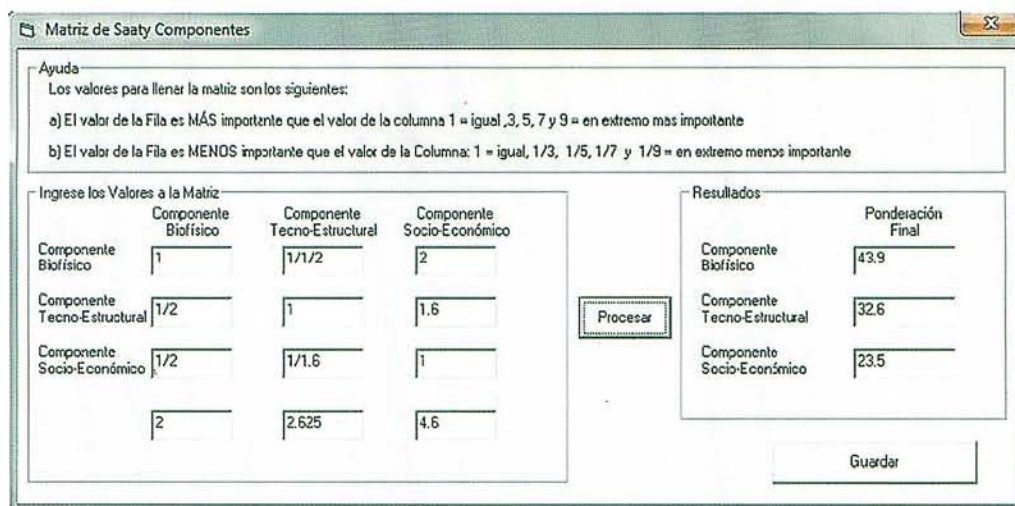 Matriz de Saaty Componentes
Ayuda
Los valores para llenar la matriz son los siguientes:
a) El valor de la Fila es MÁS importante que el valor de la columna 1 = igual ,3, 5, 7 y 9 = en extremo mas importante
b) El valor de la Fila es MENOS importante que el valor de la Columna: 1 = igual, 1/3, 1/5, 1/7 y 1/9 = en extremo menos importante
Ingrese los Valores a la Matriz
Componente Biofísico
Componente Tecno-Estructural
Componente Socio-Económico
Componente Biofísico
1
1/1/2
2
Componente Tecno-Estructural
1/2
1
1.6
Componente Socio-Económico
1/2
1/1.6
1
2
2.625
4.6
Procesar
Resultados
Ponderación Final
Componente Biofísico
43.9
Componente Tecno-Estructural
32.6
Componente Socio-Económico
23.5
Guardar